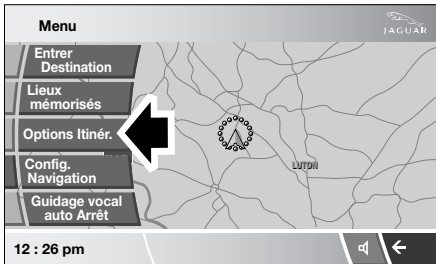 Menu
JAGUAR
Entrer
Destination
Lieux
mémorisés
Options Itinér.
Config.
Navigation
Guidage vocal
auto Arrêt
LUTON
12 : 26 pm